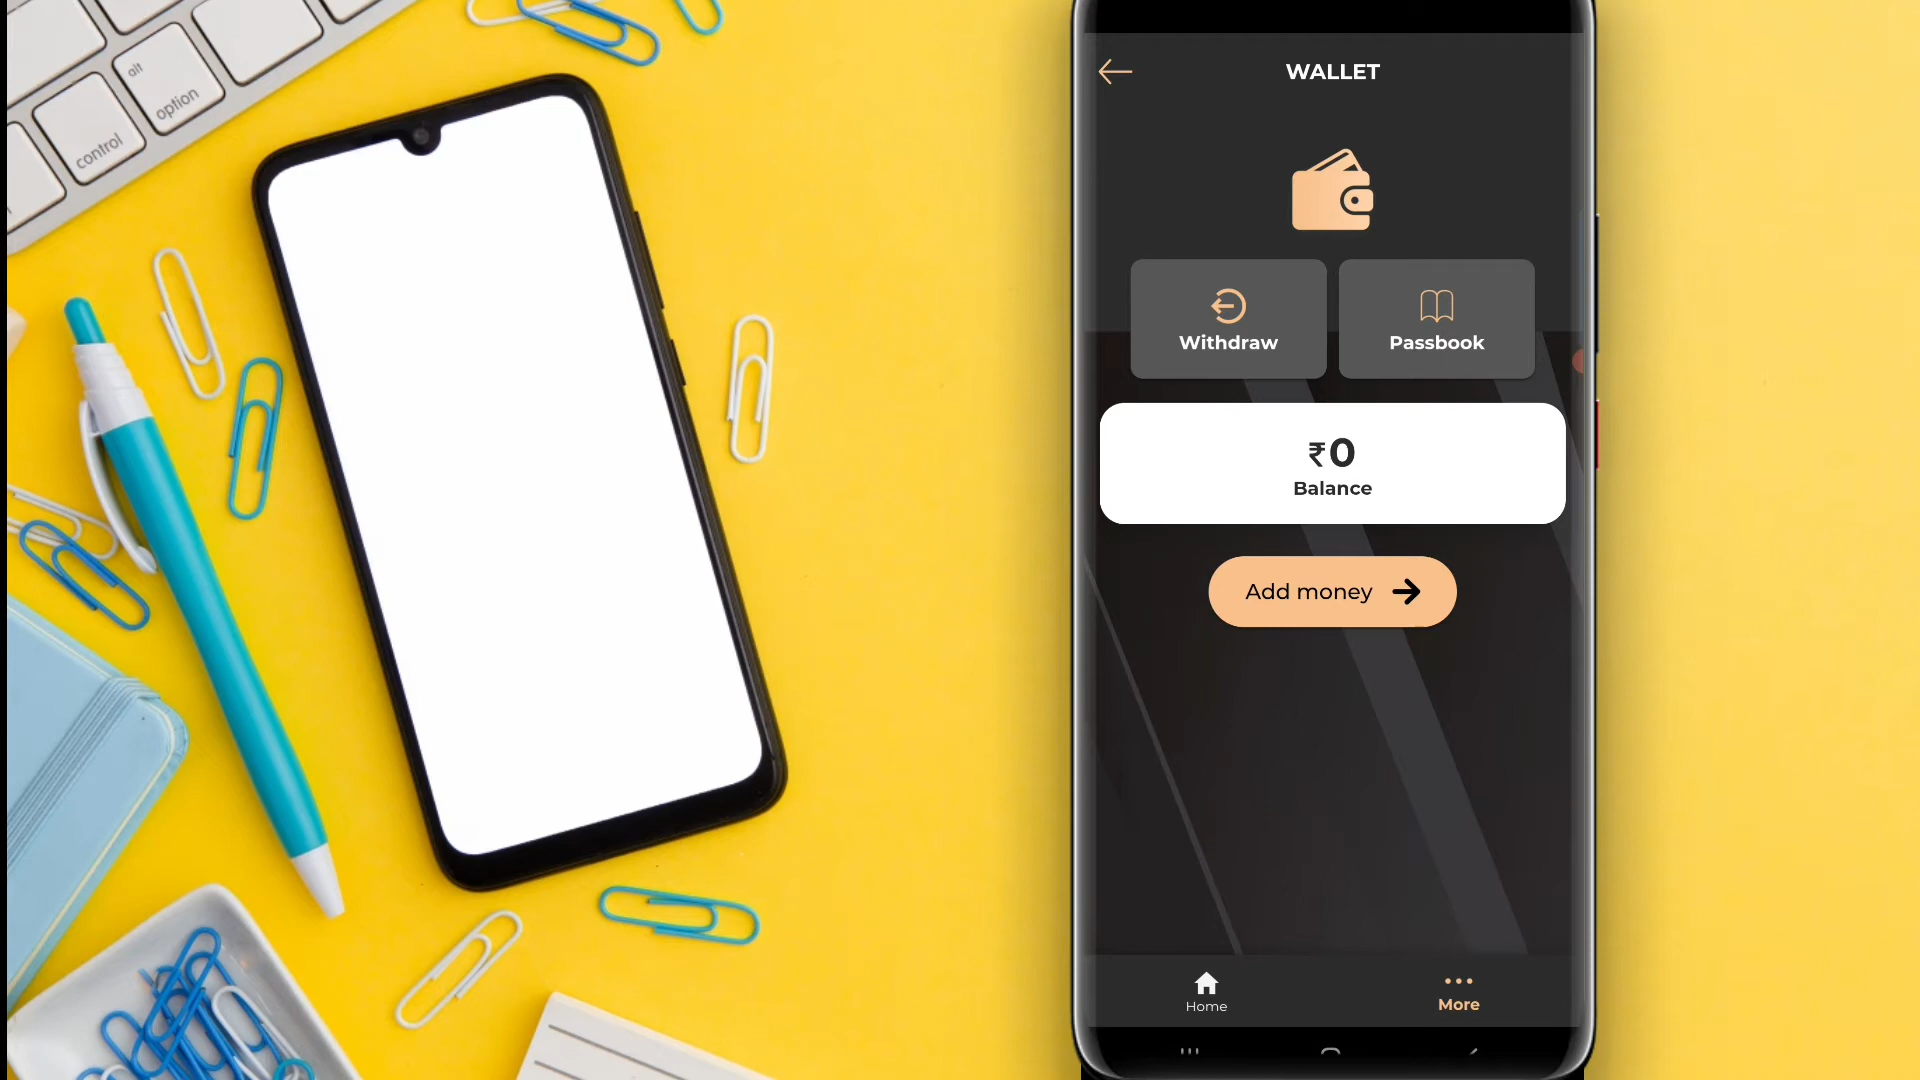 alt
option
control
WALLET
Withdraw
Passbook
₹0
Balance
Add money
Home
More